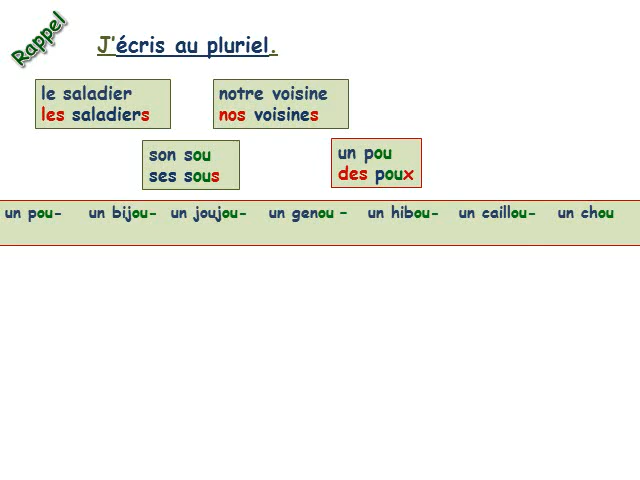 Rappel
J'écris au pluriel.
le saladier
les saladiers
notre voisine
nos voisines
son sou
ses sous
un pou
des poux
un pou- un bijou- un joujou- un genou – un hibou- un caillou- un chou